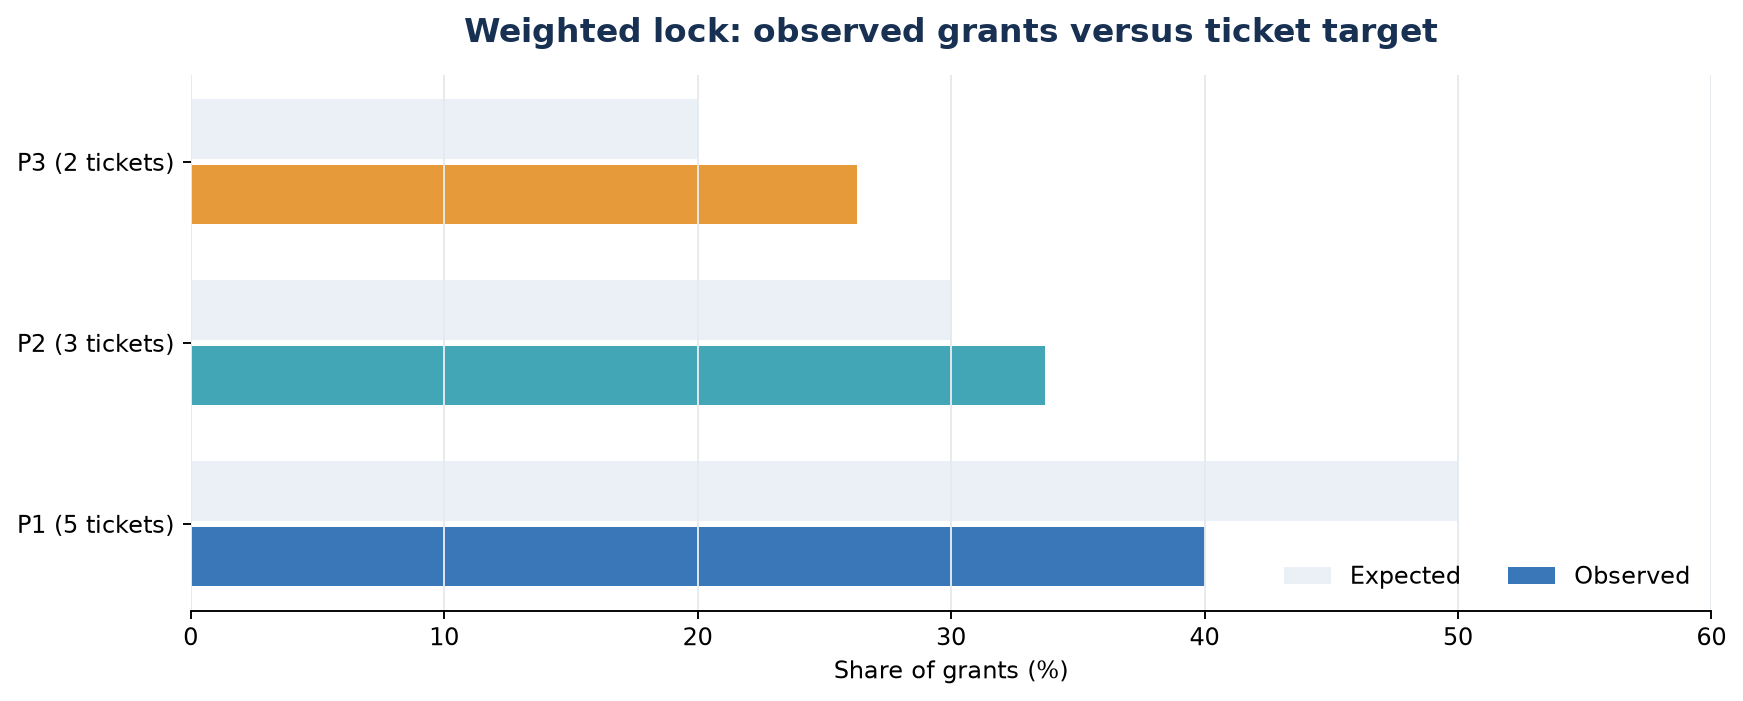 Weighted lock: observed grants versus ticket target
P3 (2 tickets)
P2 (3 tickets)
P1 (5 tickets)
Expected
Observed
0 10 20 30 40 50 60
Share of grants (%)